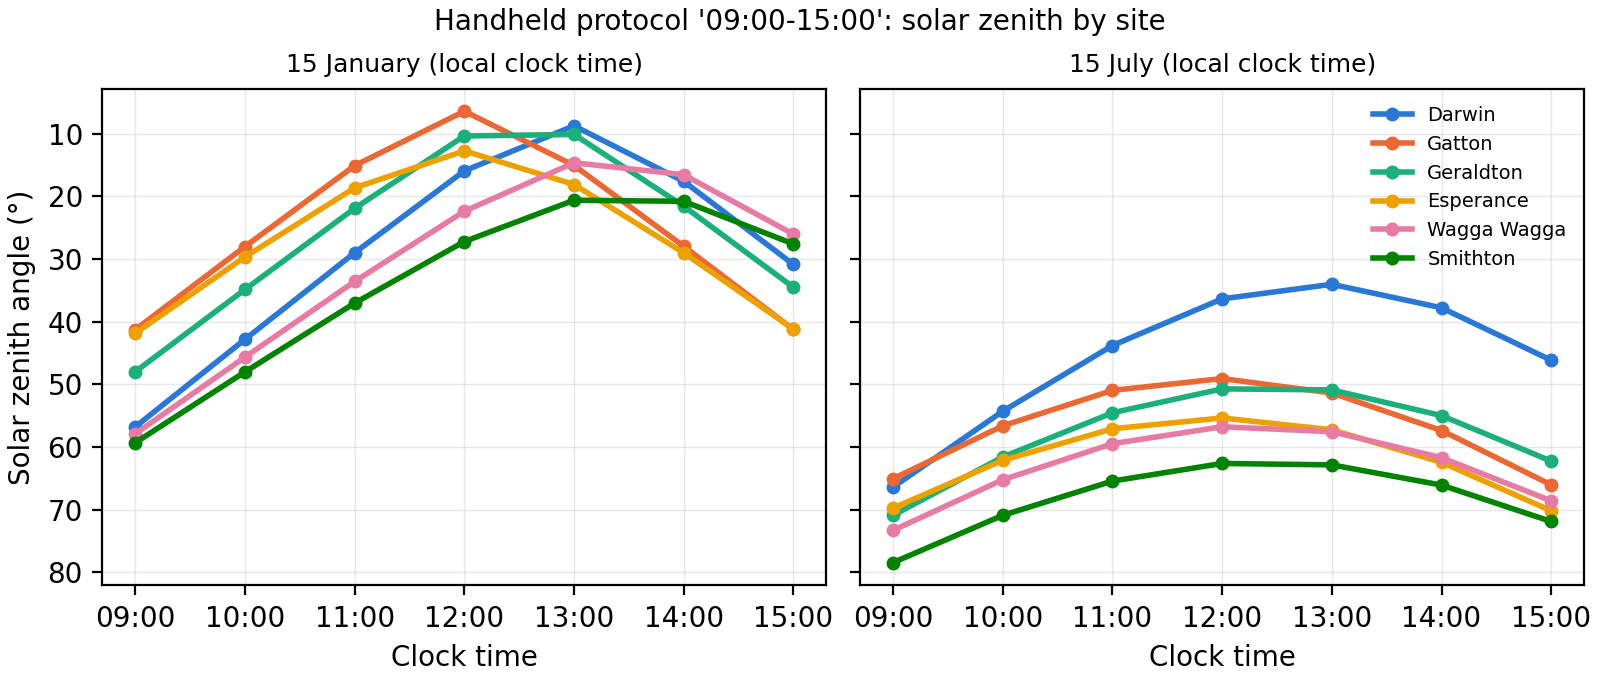 Handheld protocol '09:00-15:00': solar zenith by site
15 January (local clock time)
15 July (local clock time)
Solar zenith angle (°)
10
20
30
40
50
60
70
80
09:00 10:00 11:00 12:00 13:00 14:00 15:00
Clock time
Darwin
Gatton
Geraldton
Esperance
Wagga Wagga
Smithton
09:00 10:00 11:00 12:00 13:00 14:00 15:00
Clock time